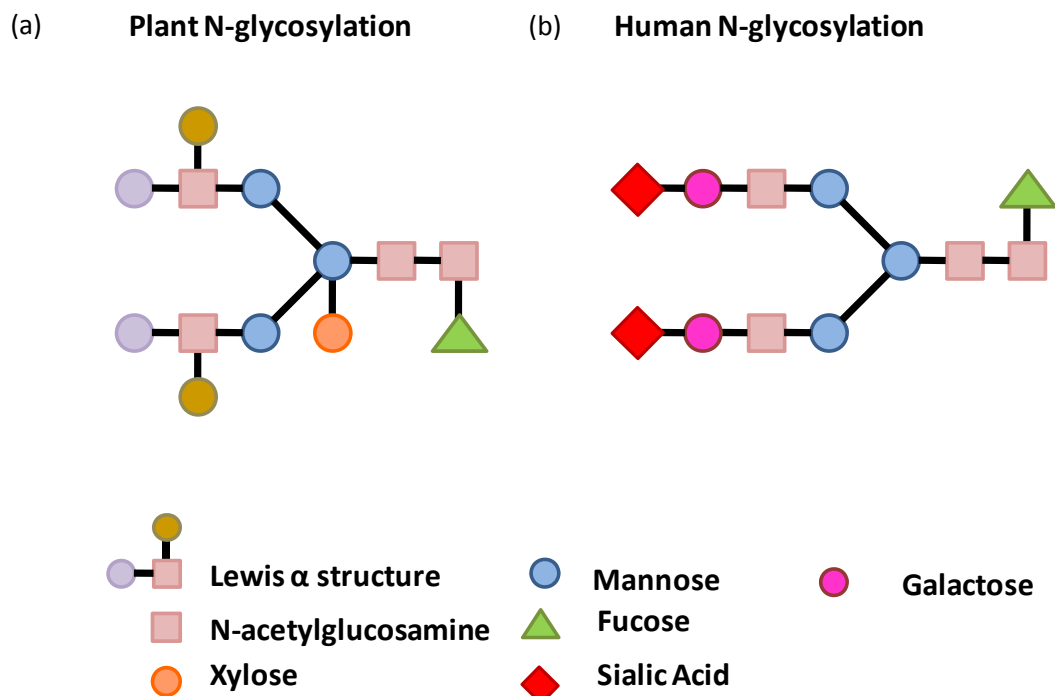 (a) Plant N-glycosylation
(b) Human N-glycosylation
Lewis α structure
N-acetylglucosamine
Xylose
Mannose
Fucose
Sialic Acid
Galactose